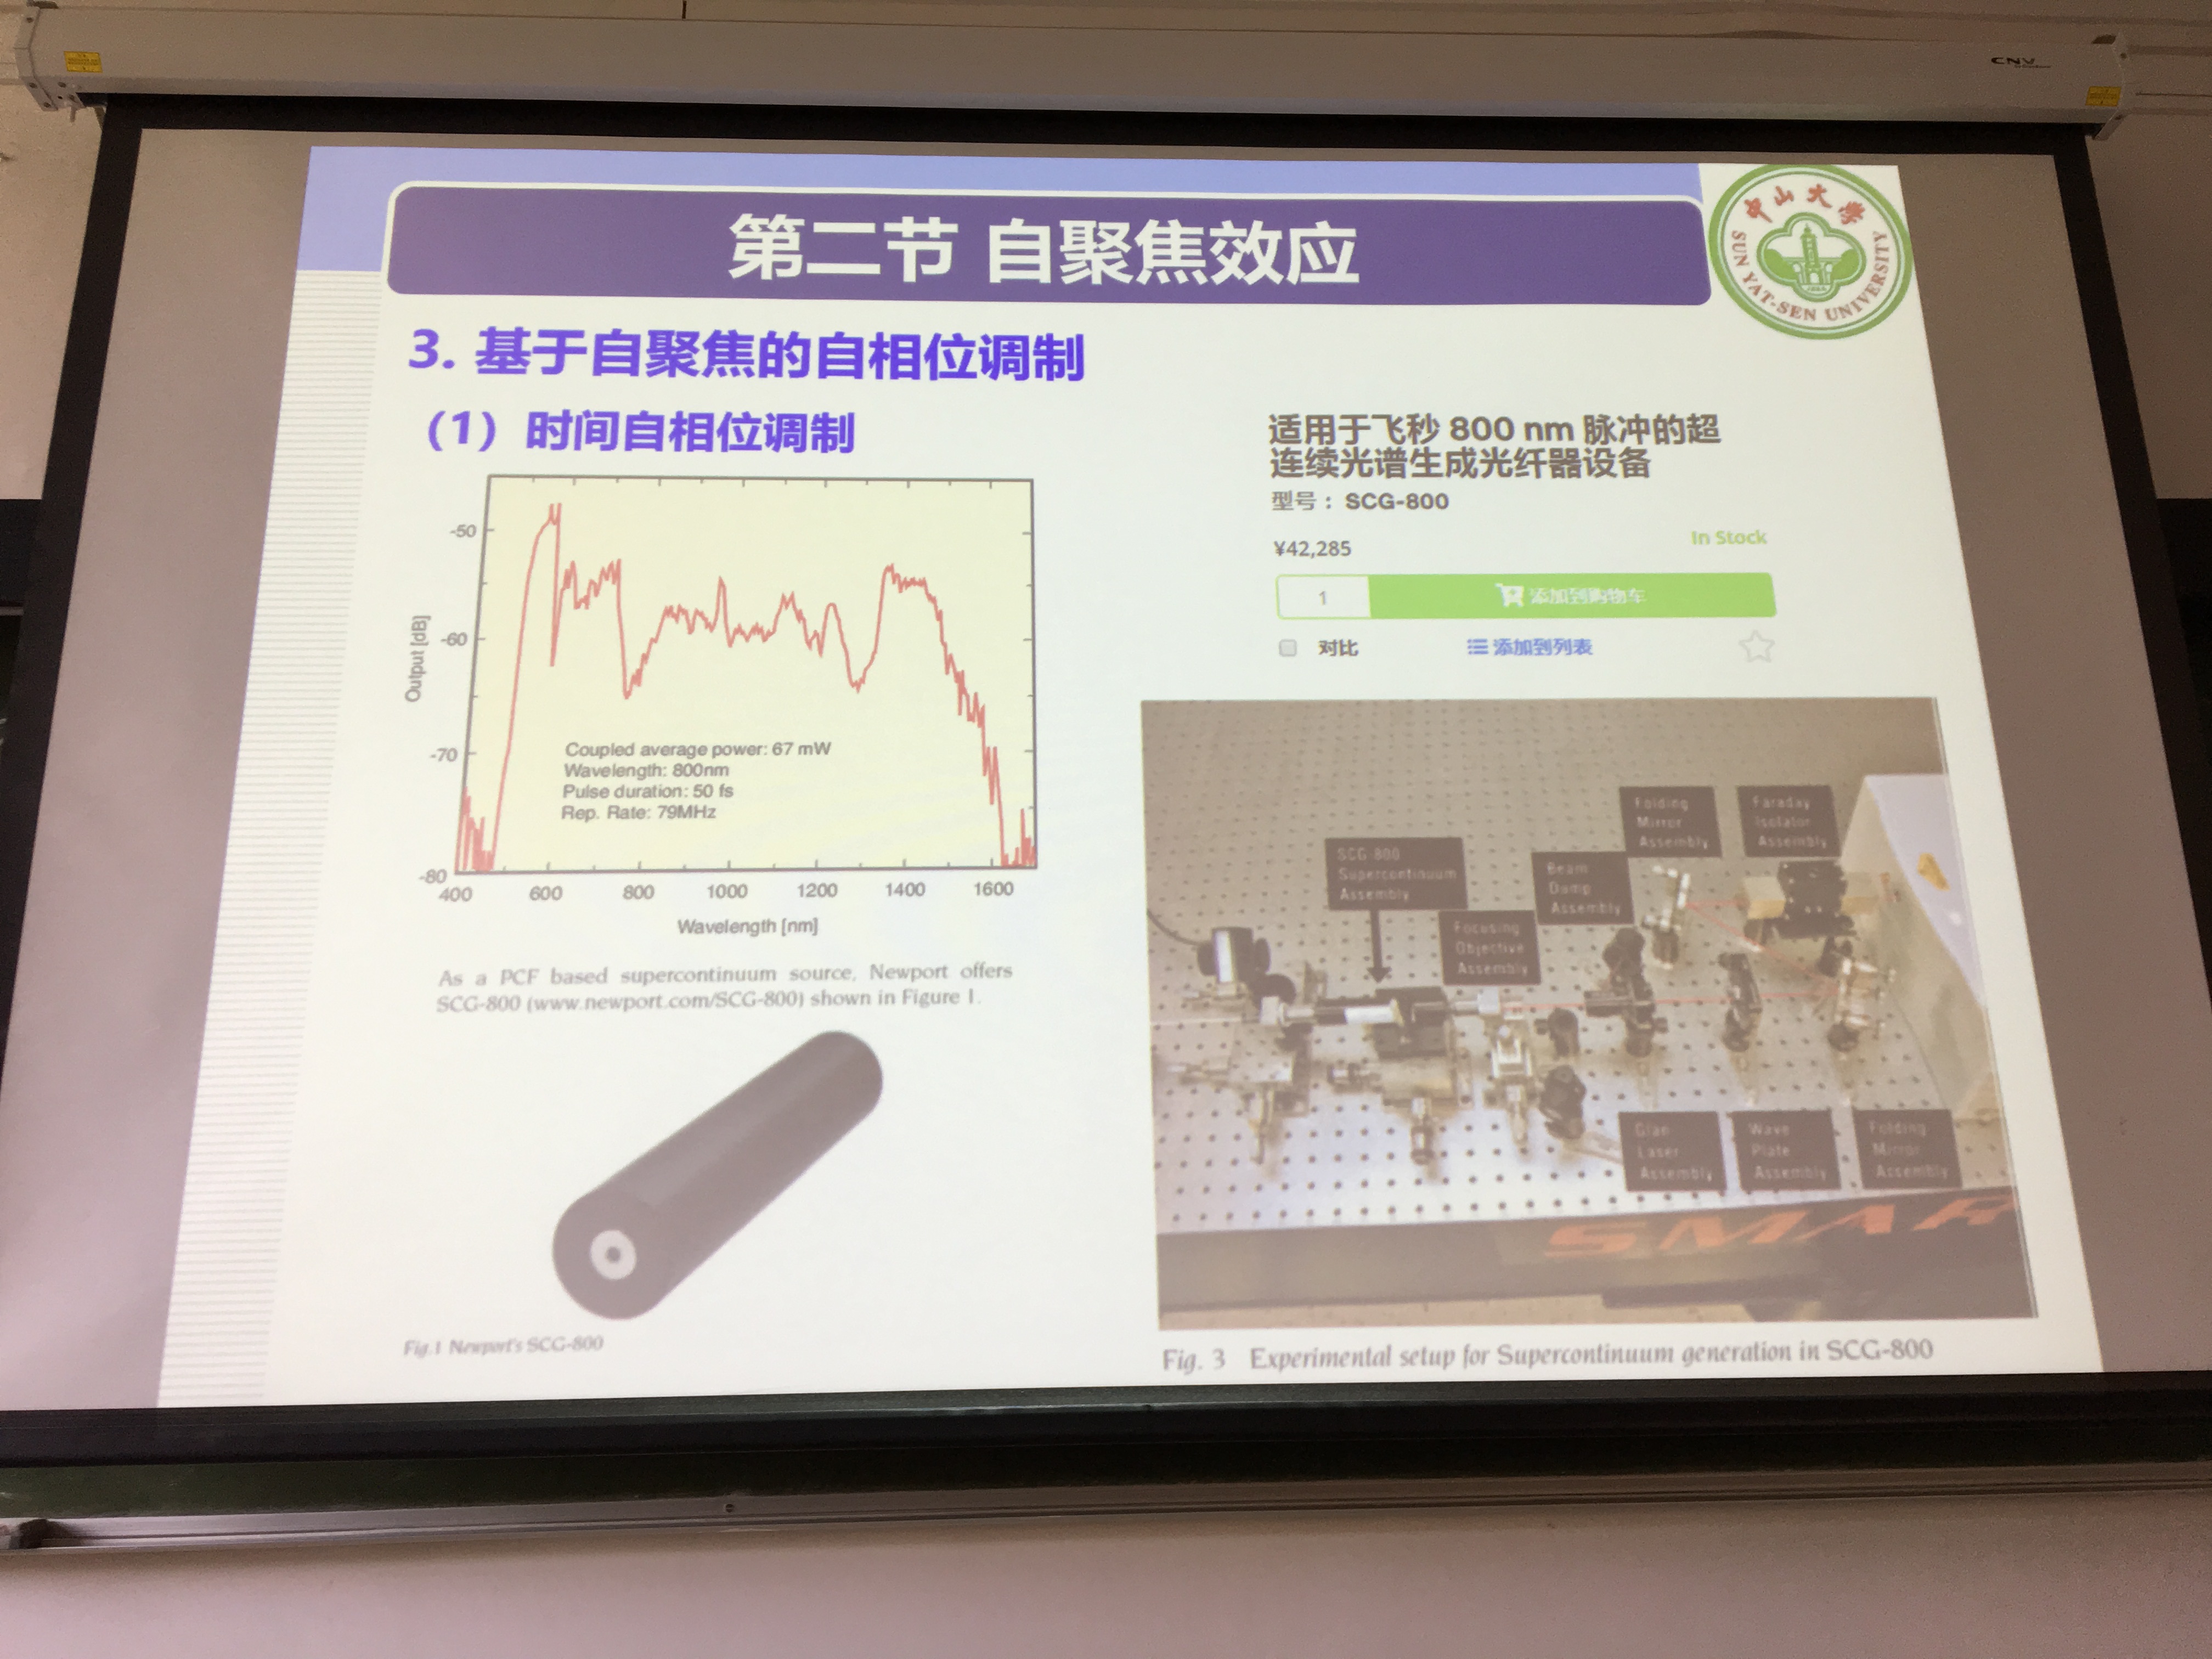 CNV
第二节 自聚焦效应
中山大学
SUN YAT-SEN UNIVERSITY
3. 基于自聚焦的自相位调制
（1）时间自相位调制
-50
-60
-70
-80
Output [dB]
Coupled average power: 67 mW
Wavelength: 800nm
Pulse duration: 50 fs
Rep. Rate: 79MHz
400 600 800 1000 1200 1400 1600
Wavelength [nm]
As a PCF based supercontinuum source, Newport offers
SCG-800 (www.newport.com/SCG-800) shown in Figure 1.
Fig.1 Newport's SCG-800
适用于飞秒 800 nm 脉冲的超
连续光谱生成光纤器设备
型号： SCG-800
¥42,285
In Stock
1
添加到购物车
对比
添加到列表
Folding
Mirror
Assembly
Faraday
Isolator
Assembly
SCG-800
Supercontinuum
Assembly
Beam
Dump
Assembly
Focusing
Objective
Assembly
Glan
Laser
Assembly
Wave
Plate
Assembly
Folding
Mirror
Assembly
SMAR
Fig. 3 Experimental setup for Supercontinuum generation in SCG-800